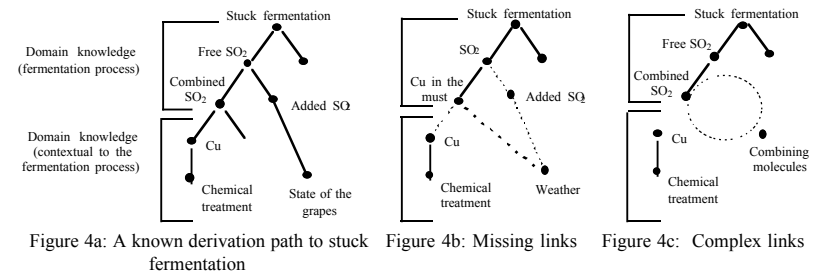 Stuck fermentation
Domain knowledge
(fermentation process)
Free SO2
Combined
SO2
Added SO2
Domain knowledge
(contextual to the
fermentation process)
Cu
Chemical
treatment
State of the
grapes
Figure 4a: A known derivation path to stuck
fermentation
Stuck fermentation
SO2
Cu in the
must
Added SO2
Cu
Chemical
treatment
Weather
Figure 4b: Missing links
Stuck fermentation
Free SO2
Combined
SO2
Cu
Combining
molecules
Chemical
treatment
Figure 4c: Complex links